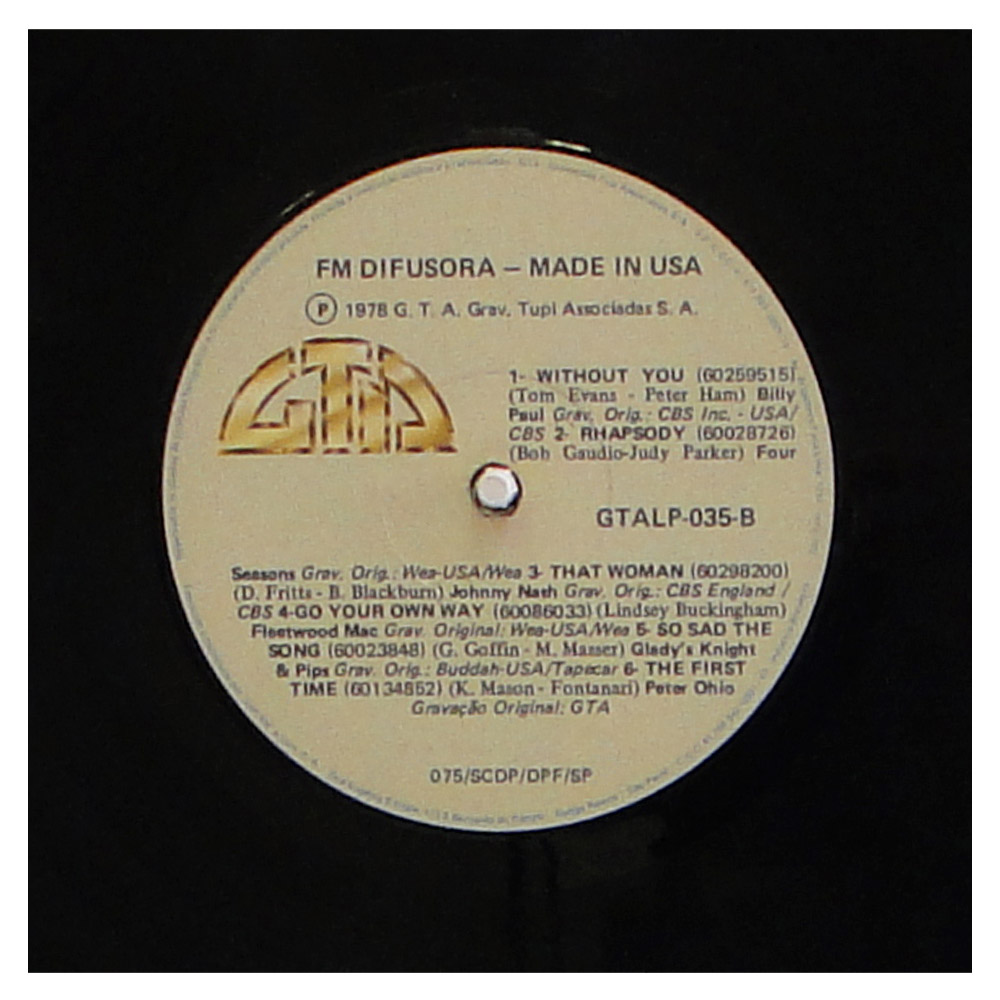 FM DIFUSORA – MADE IN USA
Ⓟ 1978 G. T. A. Grav. Tupi Associadas S. A.
GTA
1- WITHOUT YOU (60259515)
(Tom Evans - Peter Ham) Billy
Paul Grav. Orig.: CBS Inc. - USA/
CBS 2- RHAPSODY (60028726)
(Bob Gaudio-Judy Parker) Four
GTALP-035-B
Seasons Grav. Orig.: Wea-USA/Wea 3- THAT WOMAN (60298200)
(D. Fritts - B. Blackburn) Johnny Nash Grav. Orig.: CBS England /
CBS 4-GO YOUR OWN WAY (60086033) (Lindsey Buckingham)
Fleetwood Mac Grav. Original: Wea-USA/Wea 5- SO SAD THE
SONG (60023848) (G. Goffin - M. Masser) Glady's Knight
& Pips Grav. Orig.: Buddah-USA/Tapecar 6- THE FIRST
TIME (60134852) (K. Mason - Fontanari) Peter Ohio
Gravação Original: GTA
075/SCDP/DPF/SP